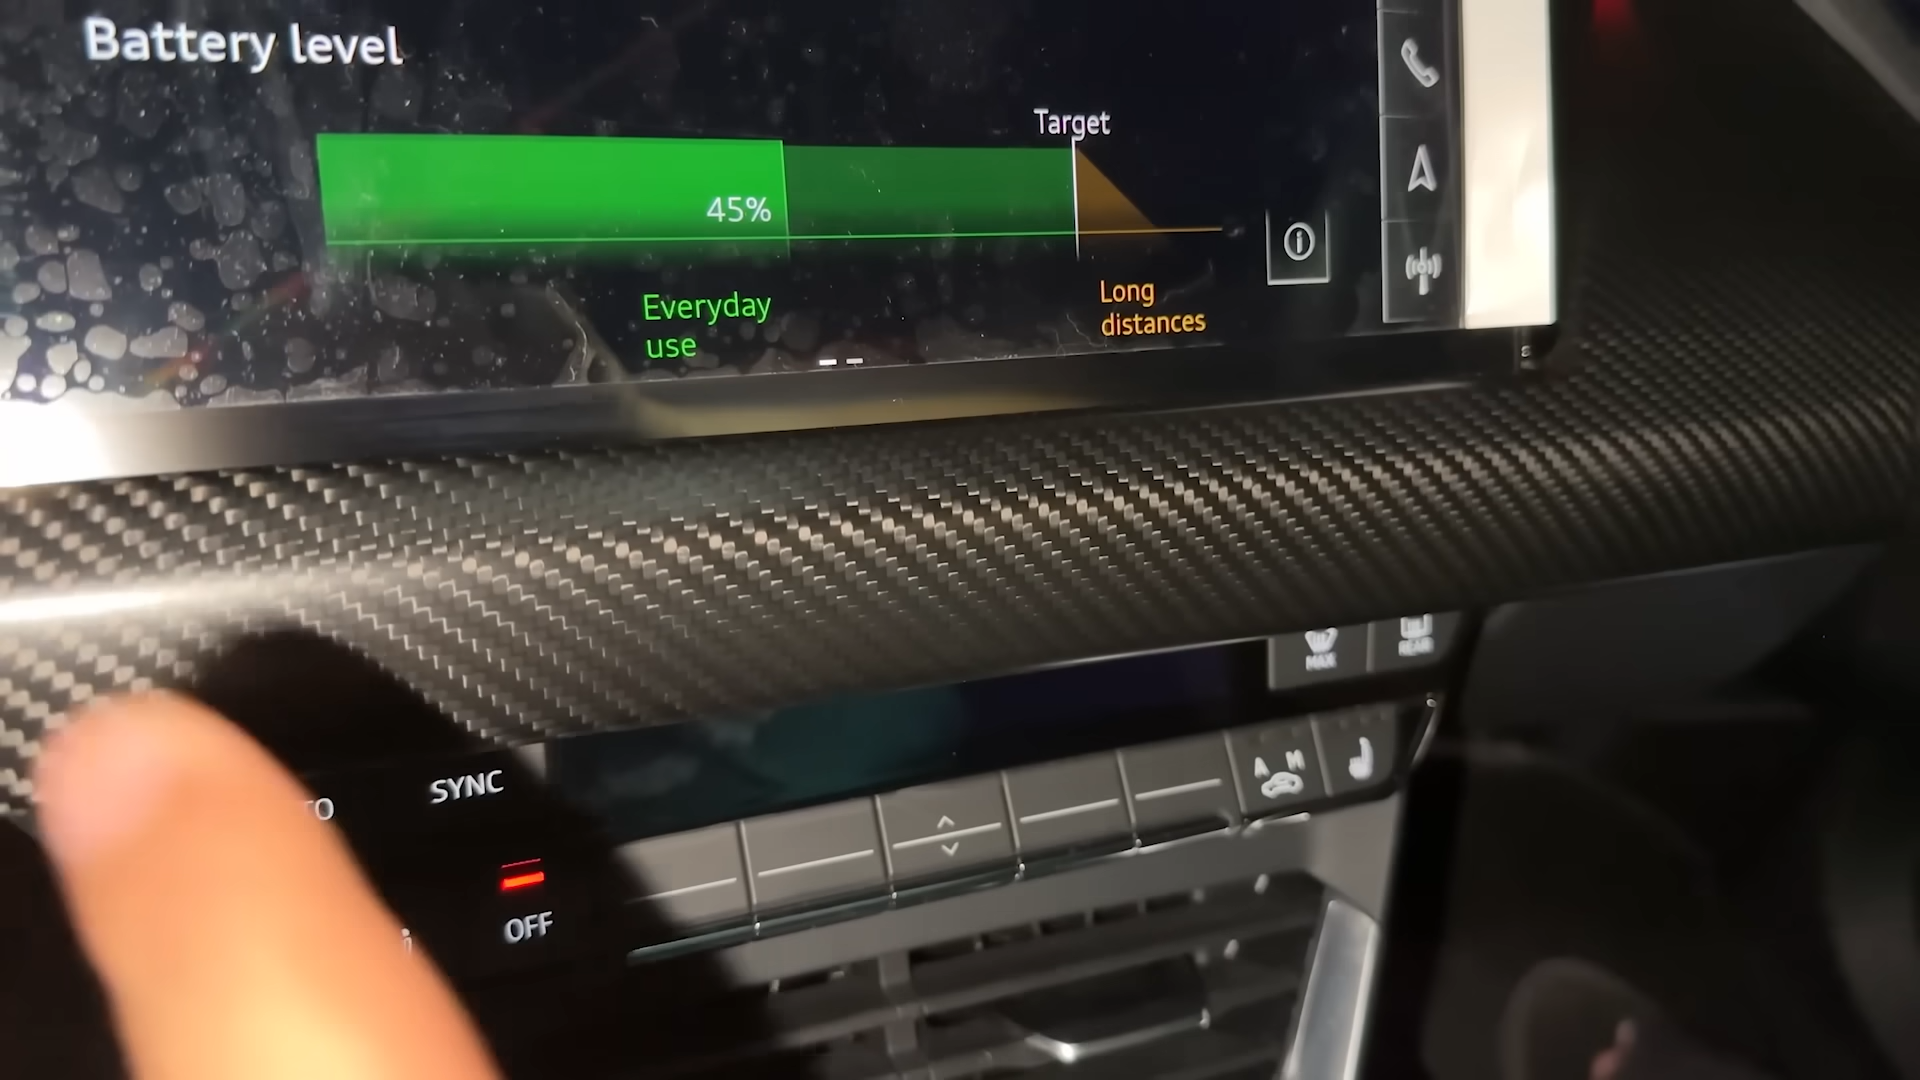 Battery level
Target
45%
Everyday
use
Long
distances
MAX
REAR
SYNC
A M
OFF